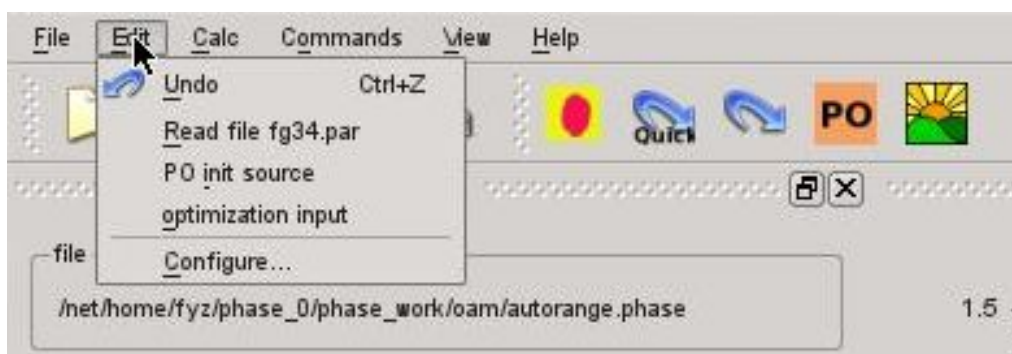 File Edit Calc Commands View Help
Undo Ctrl+Z
Read file fg34.par
PO init source
optimization input
Configure...
Quick
PO
file
/net/home/fyz/phase_0/phase_work/oam/autorange.phase
1.5